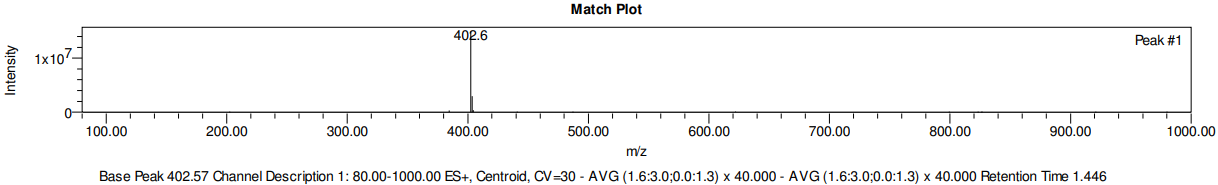 Match Plot
402.6
Peak #1
Intensity
1x10⁷
0
100.00 200.00 300.00 400.00 500.00 600.00 700.00 800.00 900.00 1000.00
m/z
Base Peak 402.57 Channel Description 1: 80.00-1000.00 ES+, Centroid, CV=30 - AVG (1.6:3.0;0.0:1.3) x 40.000 - AVG (1.6:3.0;0.0:1.3) x 40.000 Retention Time 1.446